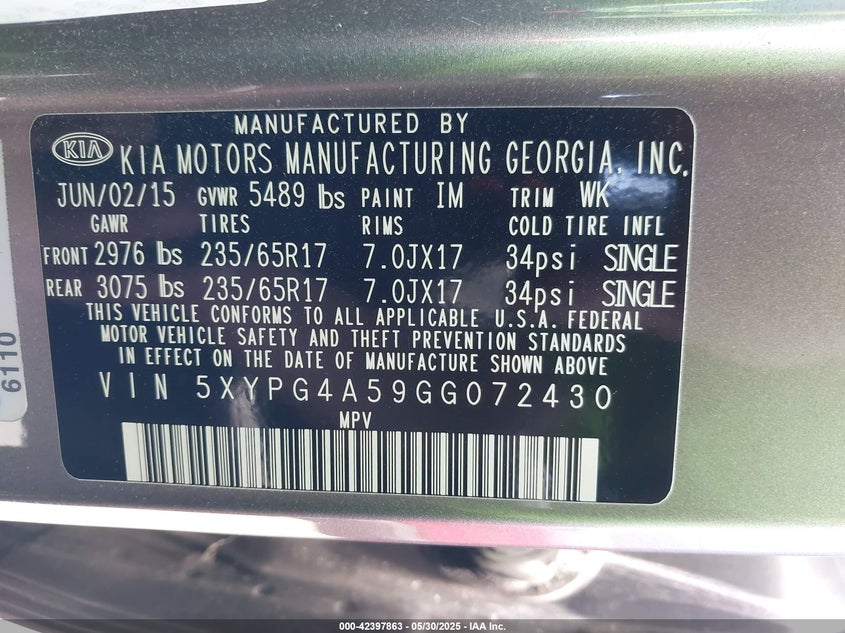 MANUFACTURED BY
KIA KIA MOTORS MANUFACTURING GEORGIA, INC.
JUN/02/15 GVWR 5489 lbs PAINT IM TRIM WK
GAWR TIRES RIMS COLD TIRE INFL
FRONT 2976 lbs 235/65R17 7.0JX17 34psi SINGLE
REAR 3075 lbs 235/65R17 7.0JX17 34psi SINGLE
THIS VEHICLE CONFORMS TO ALL APPLICABLE U.S.A. FEDERAL
MOTOR VEHICLE SAFETY AND THEFT PREVENTION STANDARDS
IN EFFECT ON THE DATE OF MANUFACTURE SHOWN ABOVE
VIN 5XYPG4A59GG072430
MPV
6110
000-42397863 — 05/30/2025 — IAA Inc.